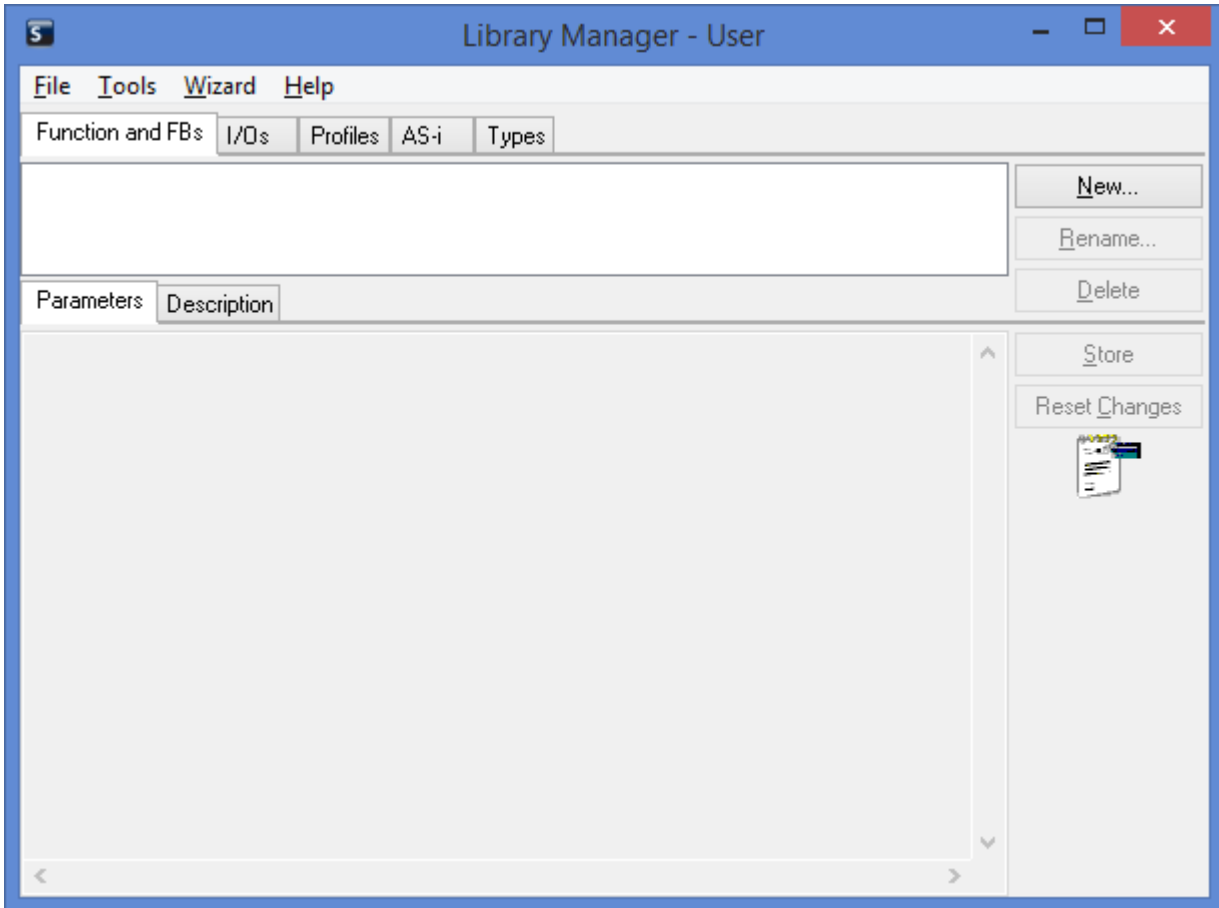 S
Library Manager - User
File Tools Wizard Help
Function and FBs I/Os Profiles AS-i Types
New...
Rename...
Delete
Parameters Description
Store
Reset Changes